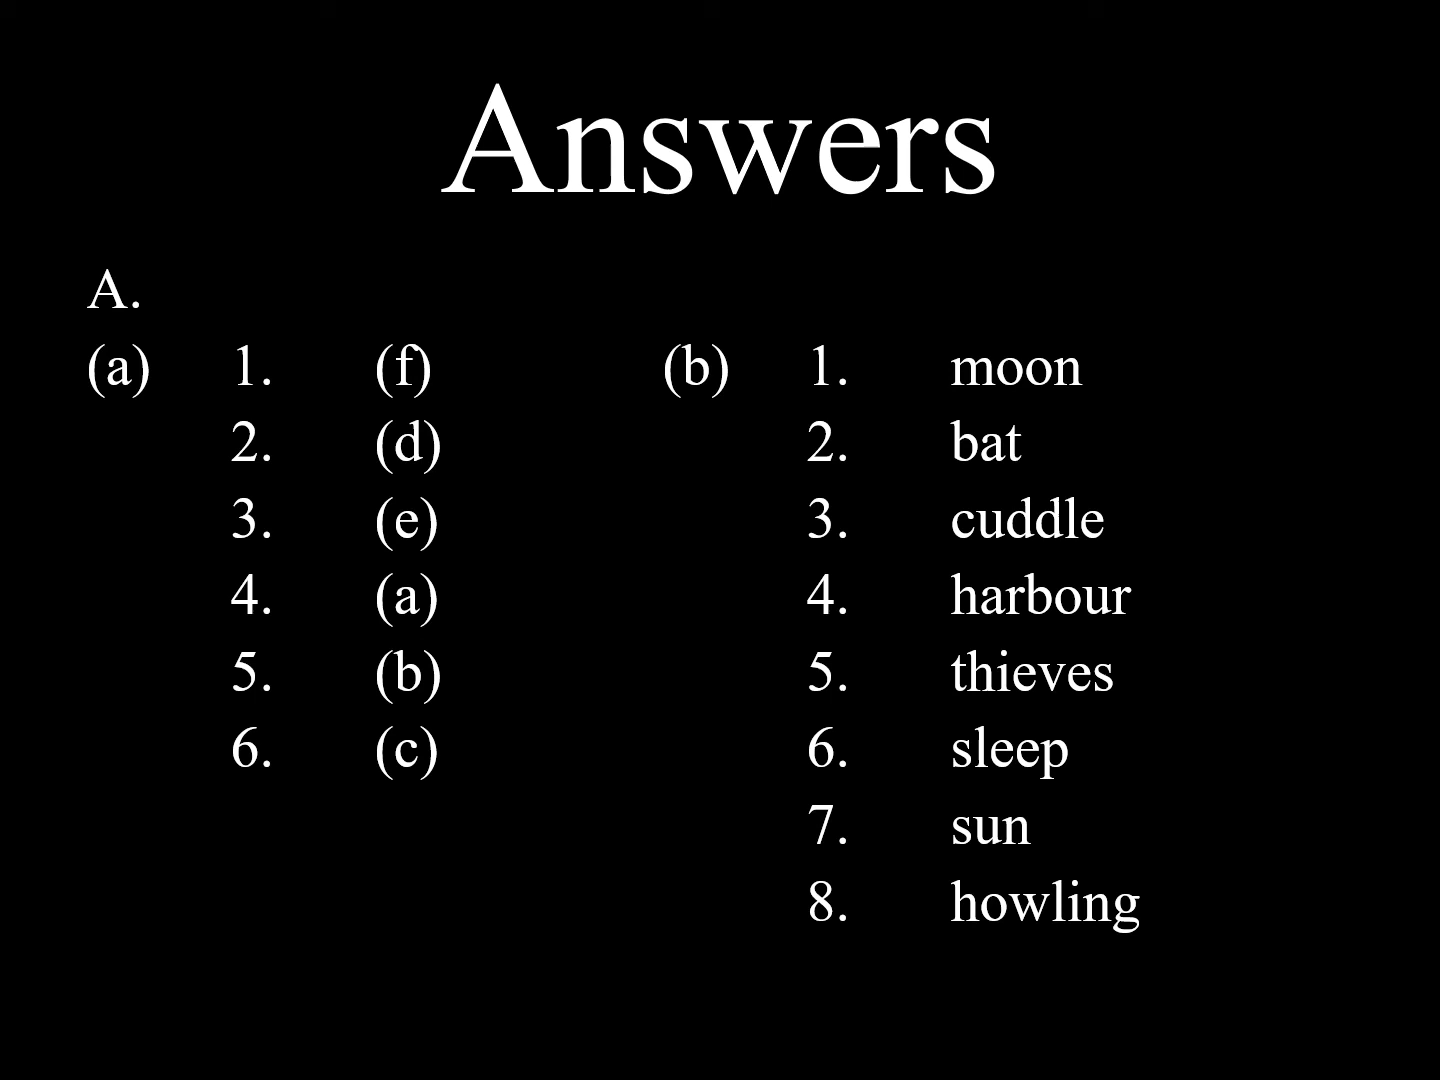 Answers
A.
(a) 1. (f) (b) 1. moon
2. (d) 2. bat
3. (e) 3. cuddle
4. (a) 4. harbour
5. (b) 5. thieves
6. (c) 6. sleep
7. sun
8. howling